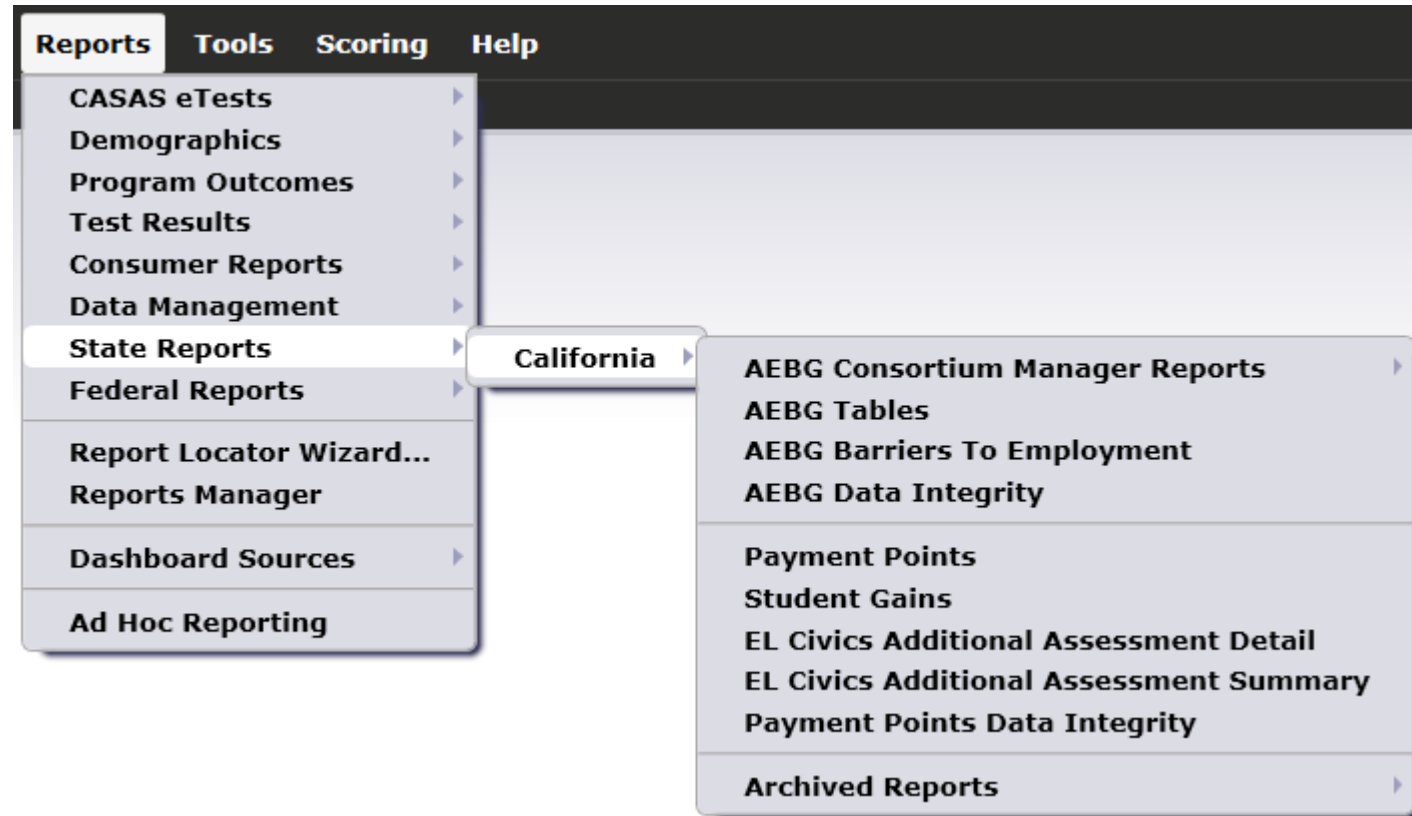 Reports Tools Scoring Help
CASAS eTests
Demographics
Program Outcomes
Test Results
Consumer Reports
Data Management
State Reports
Federal Reports
Report Locator Wizard...
Reports Manager
Dashboard Sources
Ad Hoc Reporting
California
AEBG Consortium Manager Reports
AEBG Tables
AEBG Barriers To Employment
AEBG Data Integrity
Payment Points
Student Gains
EL Civics Additional Assessment Detail
EL Civics Additional Assessment Summary
Payment Points Data Integrity
Archived Reports